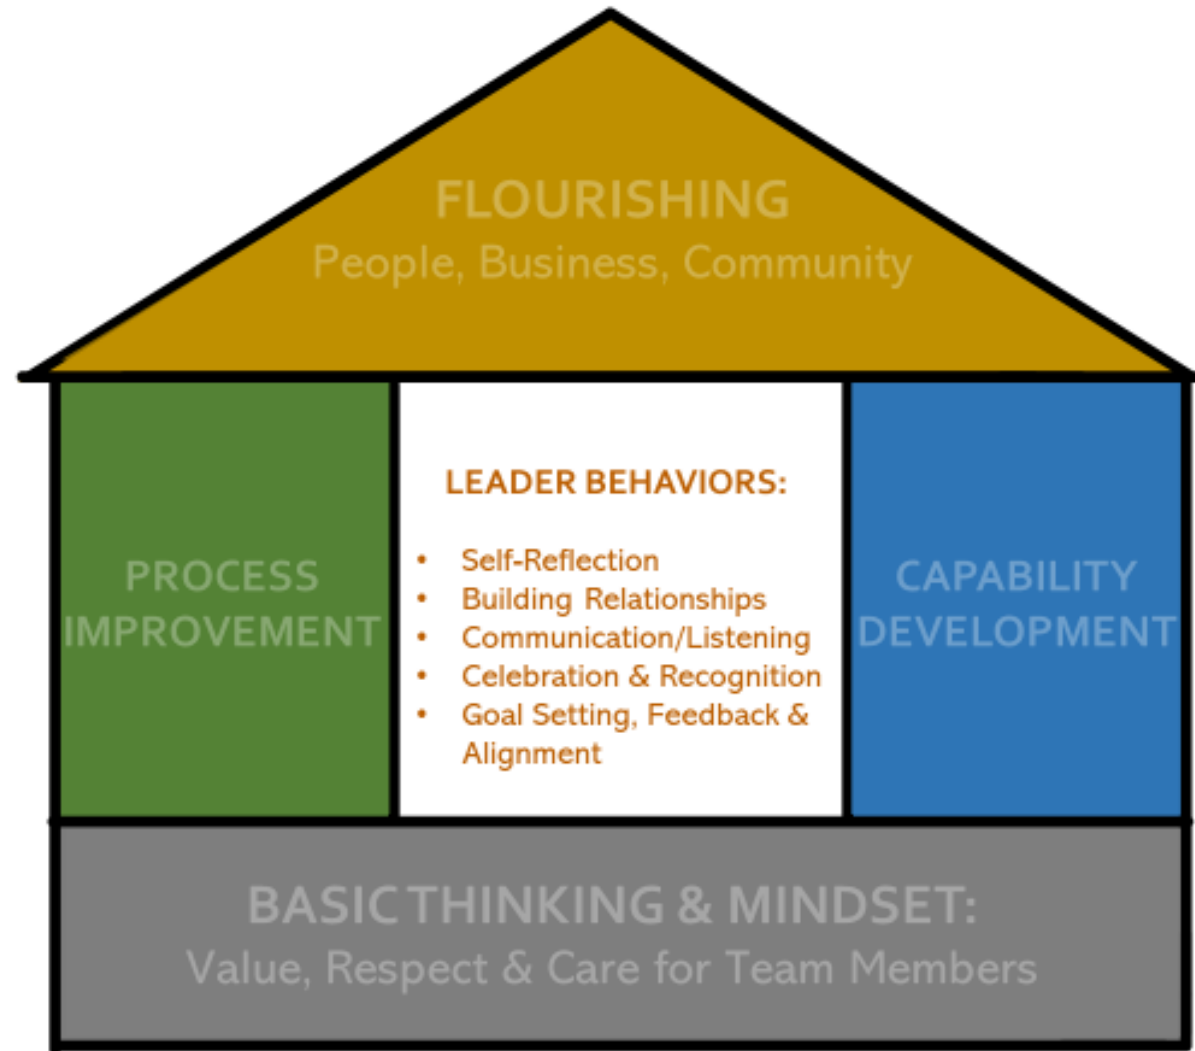 FLOURISHING
People, Business, Community
PROCESS
IMPROVEMENT
LEADER BEHAVIORS:
• Self-Reflection
• Building Relationships
• Communication/Listening
• Celebration & Recognition
• Goal Setting, Feedback &
Alignment
CAPABILITY
DEVELOPMENT
BASIC THINKING & MINDSET:
Value, Respect & Care for Team Members